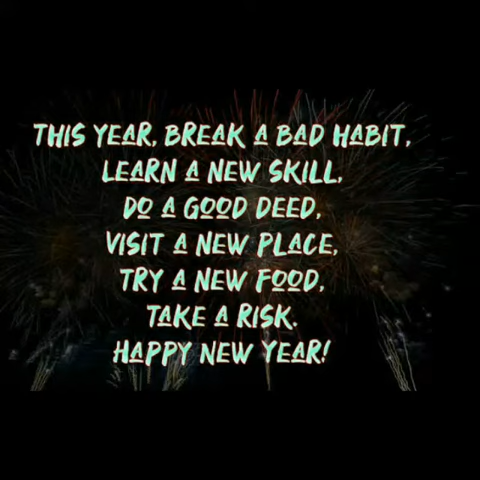 THIS YEAR, BREAK A BAD HABIT,
LEARN A NEW SKILL,
DO A GOOD DEED,
VISIT A NEW PLACE,
TRY A NEW FOOD,
TAKE A RISK.
HAPPY NEW YEAR!